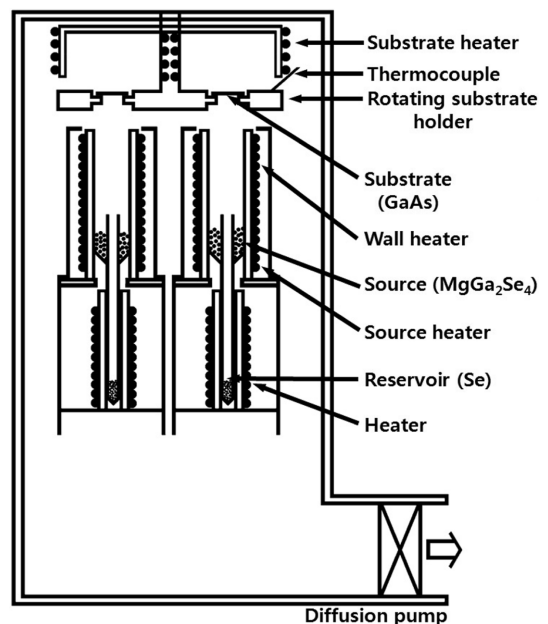 Substrate heater
Thermocouple
Rotating substrate
holder
Substrate
(GaAs)
Wall heater
Source (MgGa₂Se₄)
Source heater
Reservoir (Se)
Heater
Diffusion pump